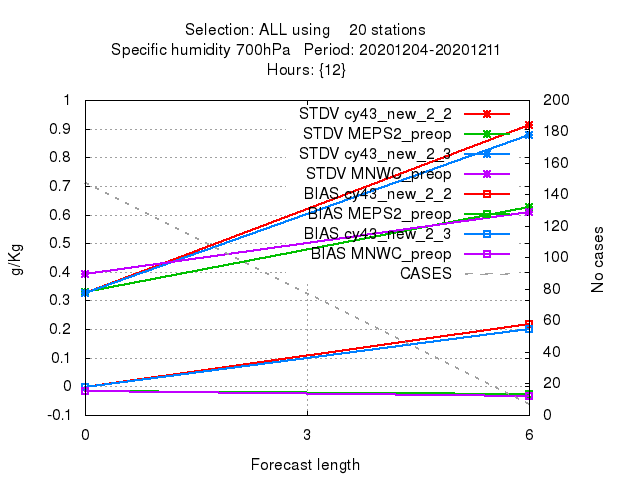 Selection: ALL using 20 stations
Specific humidity 700hPa Period: 20201204-20201211
Hours: {12}
STDV cy43_new_2_2
STDV MEPS2_preop
STDV cy43_new_2_3
STDV MNWC_preop
BIAS cy43_new_2_2
BIAS MEPS2_preop
BIAS cy43_new_2_3
BIAS MNWC_preop
CASES
1
0.9
0.8
0.7
0.6
0.5
0.4
0.3
0.2
0.1
0
-0.1
g/Kg
200
180
160
140
120
100
80
60
40
20
0
No cases
0 3 6
Forecast length